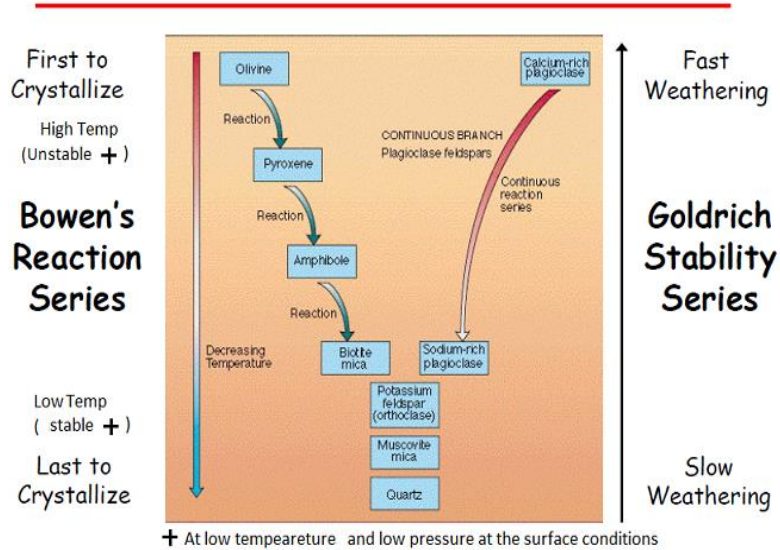 First to
Crystallize
High Temp
(Unstable + )
Bowen's
Reaction
Series
Low Temp
( stable + )
Last to
Crystallize
Olivine
Reaction
Pyroxene
Reaction
Amphibole
Reaction
Biotite
mica
Decreasing
Temperature
Calcium-rich
plagioclase
CONTINUOUS BRANCH
Plagioclase feldspars
Continuous
reaction
series
Sodium-rich
plagioclase
Potassium
feldspar
(orthoclase)
Muscovite
mica
Quartz
Fast
Weathering
Goldrich
Stability
Series
Slow
Weathering
+ At low tempeareture and low pressure at the surface conditions